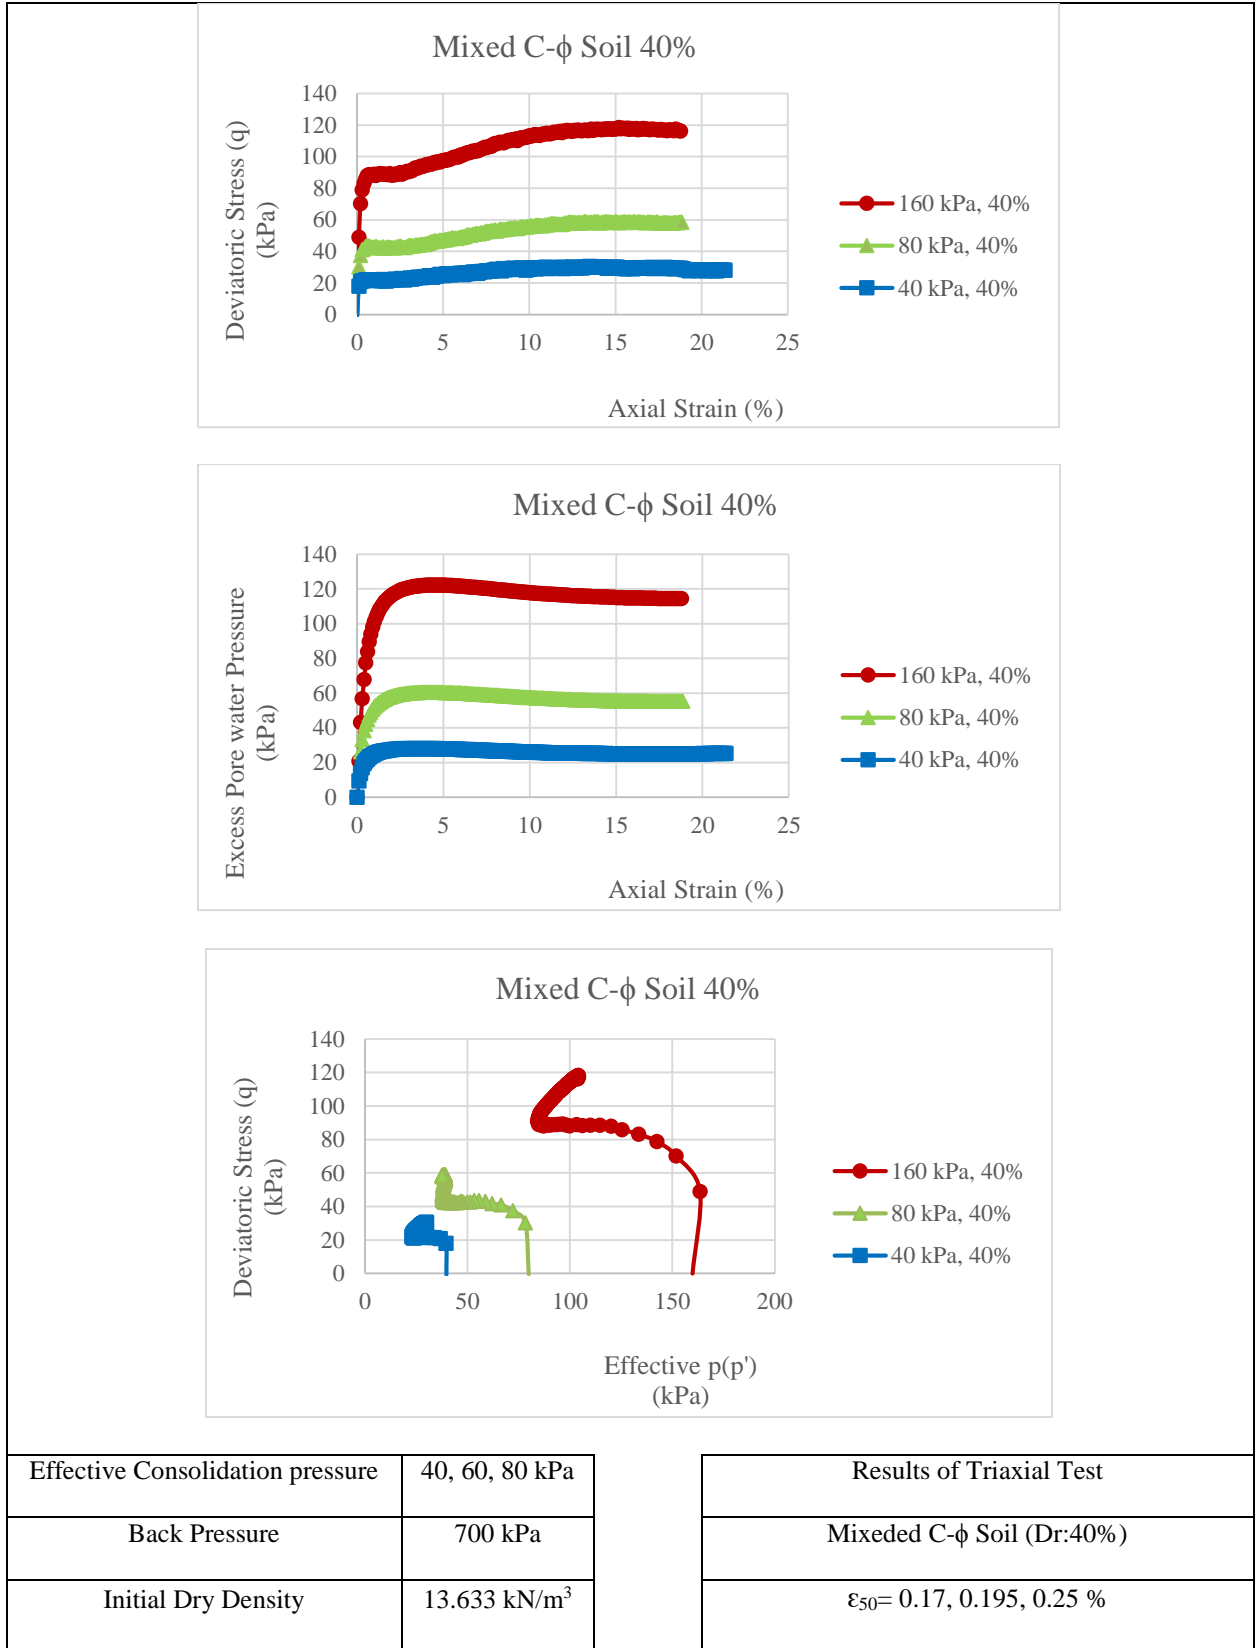 Mixed C-ϕ Soil 40%
Deviatoric Stress (q)
(kPa)
140
120
100
80
60
40
20
0
0 5 10 15 20 25
Axial Strain (%)
160 kPa, 40%
80 kPa, 40%
40 kPa, 40%
Mixed C-ϕ Soil 40%
Excess Pore water Pressure
(kPa)
140
120
100
80
60
40
20
0
0 5 10 15 20 25
Axial Strain (%)
160 kPa, 40%
80 kPa, 40%
40 kPa, 40%
Mixed C-ϕ Soil 40%
Deviatoric Stress (q)
(kPa)
140
120
100
80
60
40
20
0
0 50 100 150 200
Effective p(p')
(kPa)
160 kPa, 40%
80 kPa, 40%
40 kPa, 40%
Effective Consolidation pressure 40, 60, 80 kPa Results of Triaxial Test
Back Pressure 700 kPa Mixeded C-ϕ Soil (Dr:40%)
Initial Dry Density 13.633 kN/m³ ε₅₀= 0.17, 0.195, 0.25 %